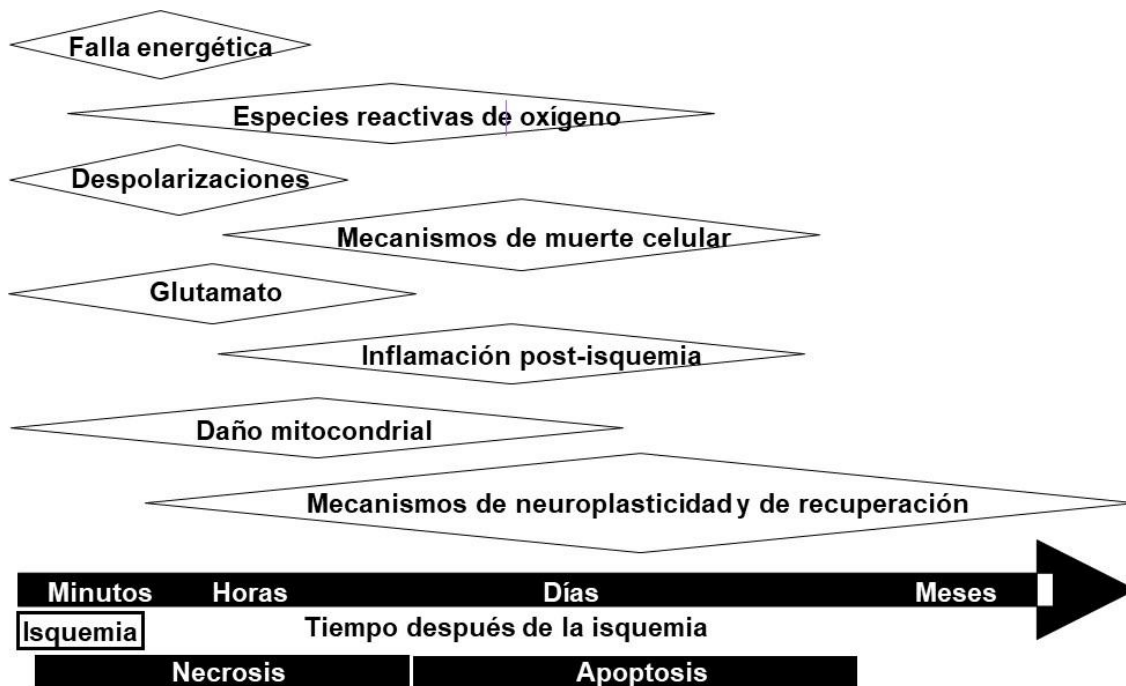 Falla energética
Especies reactivas de oxígeno
Despolarizaciones
Mecanismos de muerte celular
Glutamato
Inflamación post-isquemia
Daño mitocondrial
Mecanismos de neuroplasticidad y de recuperación
Minutos Horas Días Meses
Isquemia Tiempo después de la isquemia
Necrosis Apoptosis